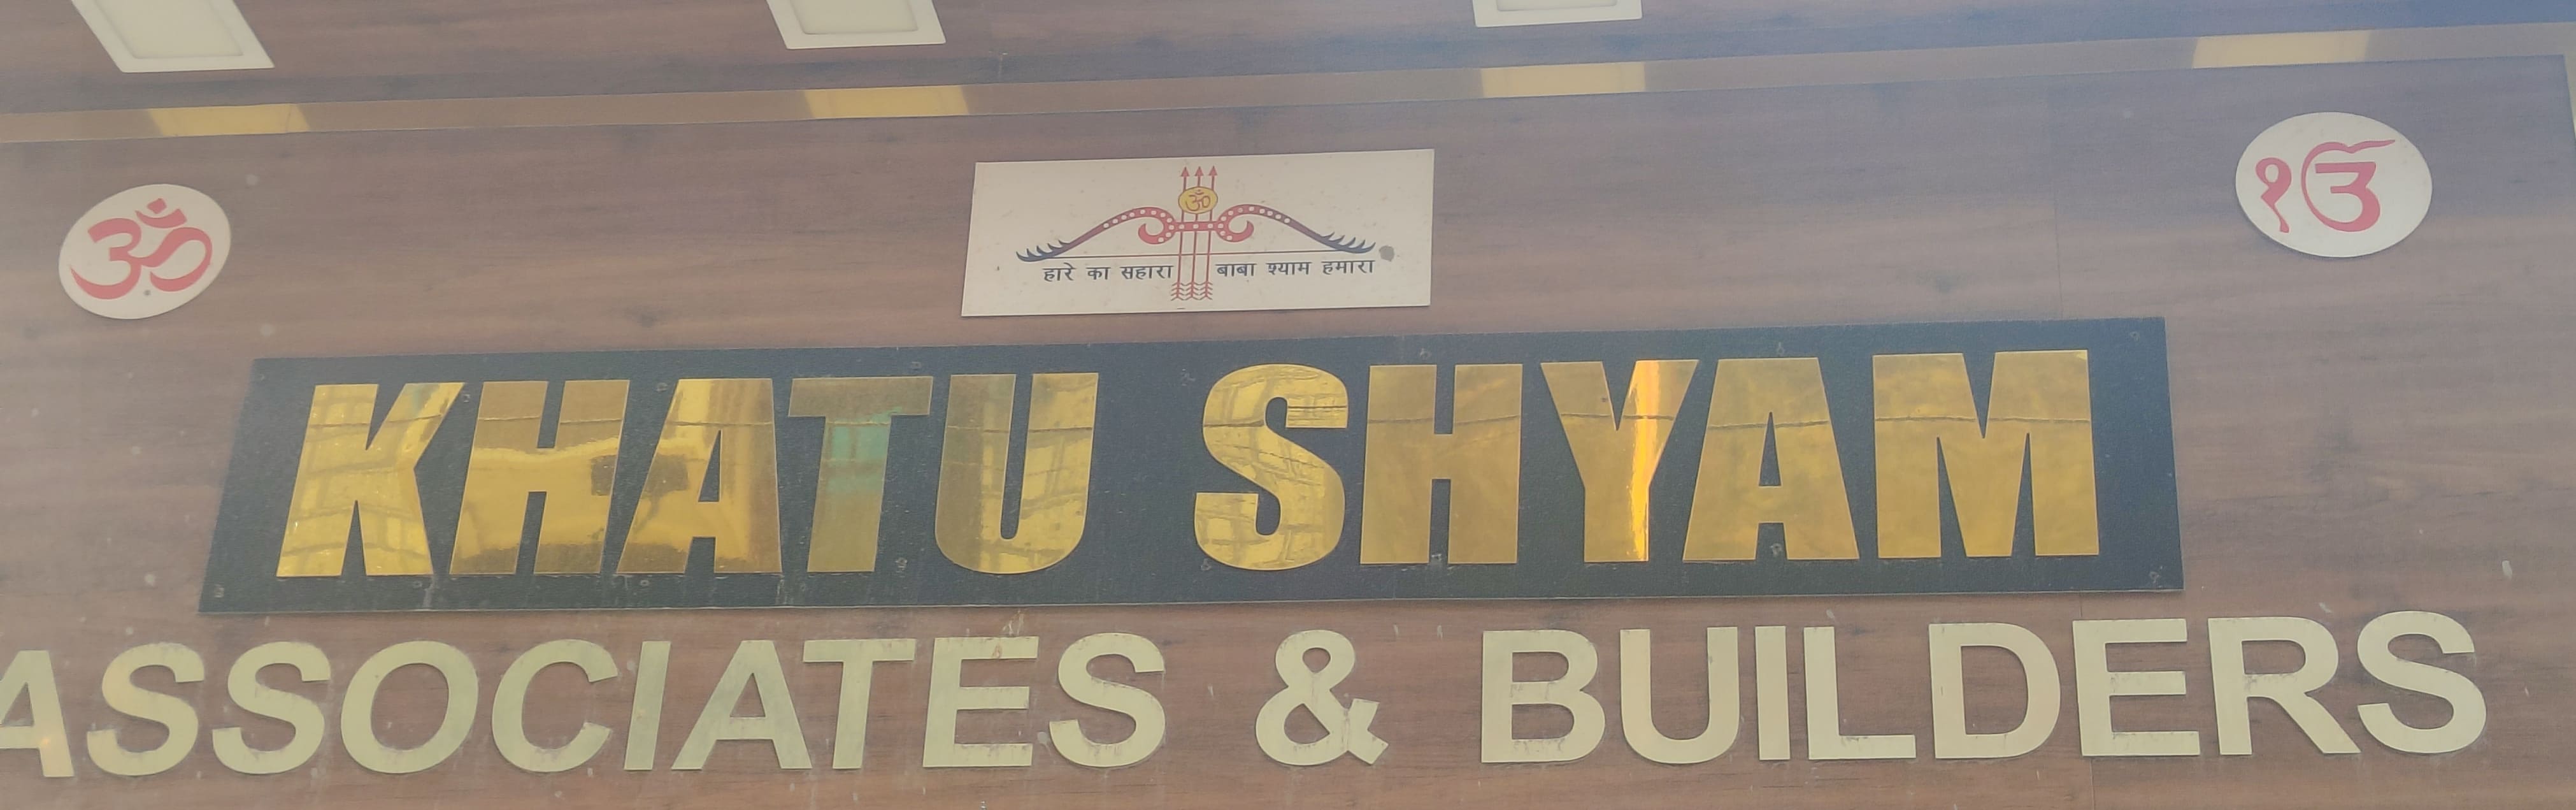 ॐ
ੴ
ॐ
हारे का सहारा बाबा श्याम हमारा
KHATU SHYAM
ASSOCIATES & BUILDERS